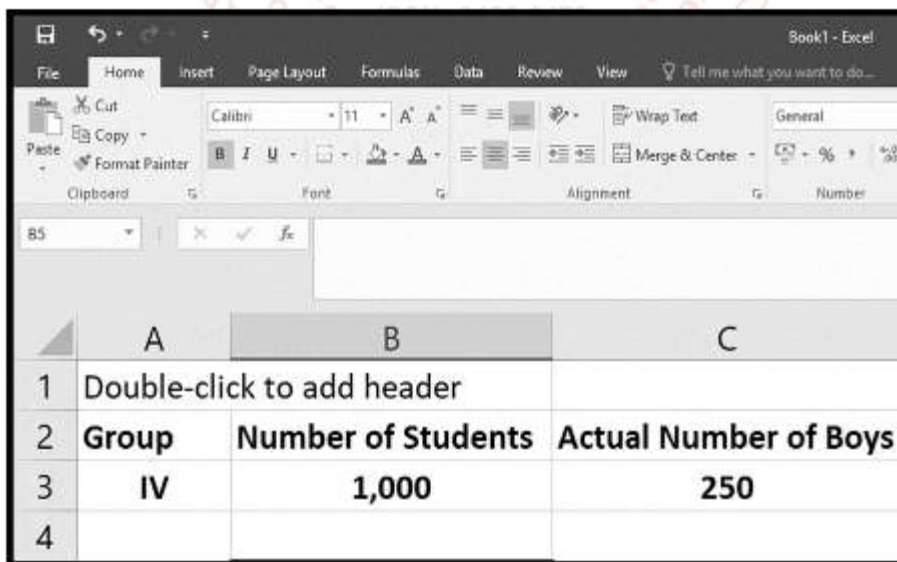 Book1 - Excel
File Home Insert Page Layout Formulas Data Review View Tell me what you want to do...
Cut
Calibri 11 A A Wrap Text General
Copy
Paste B I U A Merge & Center %
Format Painter
Clipboard Font Alignment Number
B5 fx
A B C
1 Double-click to add header
2 Group Number of Students Actual Number of Boys
3 IV 1,000 250
4